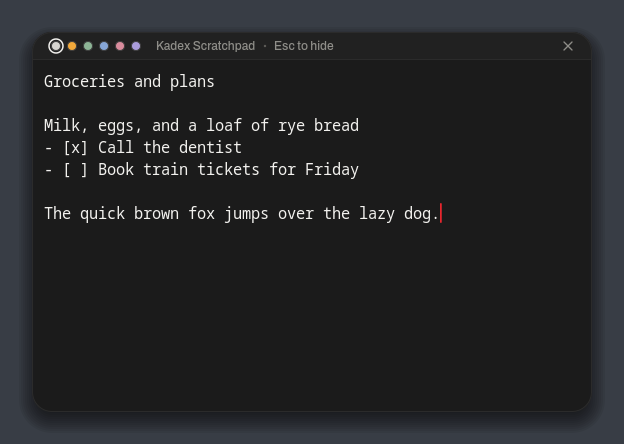 Kadex Scratchpad · Esc to hide
Groceries and plans
Milk, eggs, and a loaf of rye bread
- [x] Call the dentist
- [ ] Book train tickets for Friday
The quick brown fox jumps over the lazy dog.